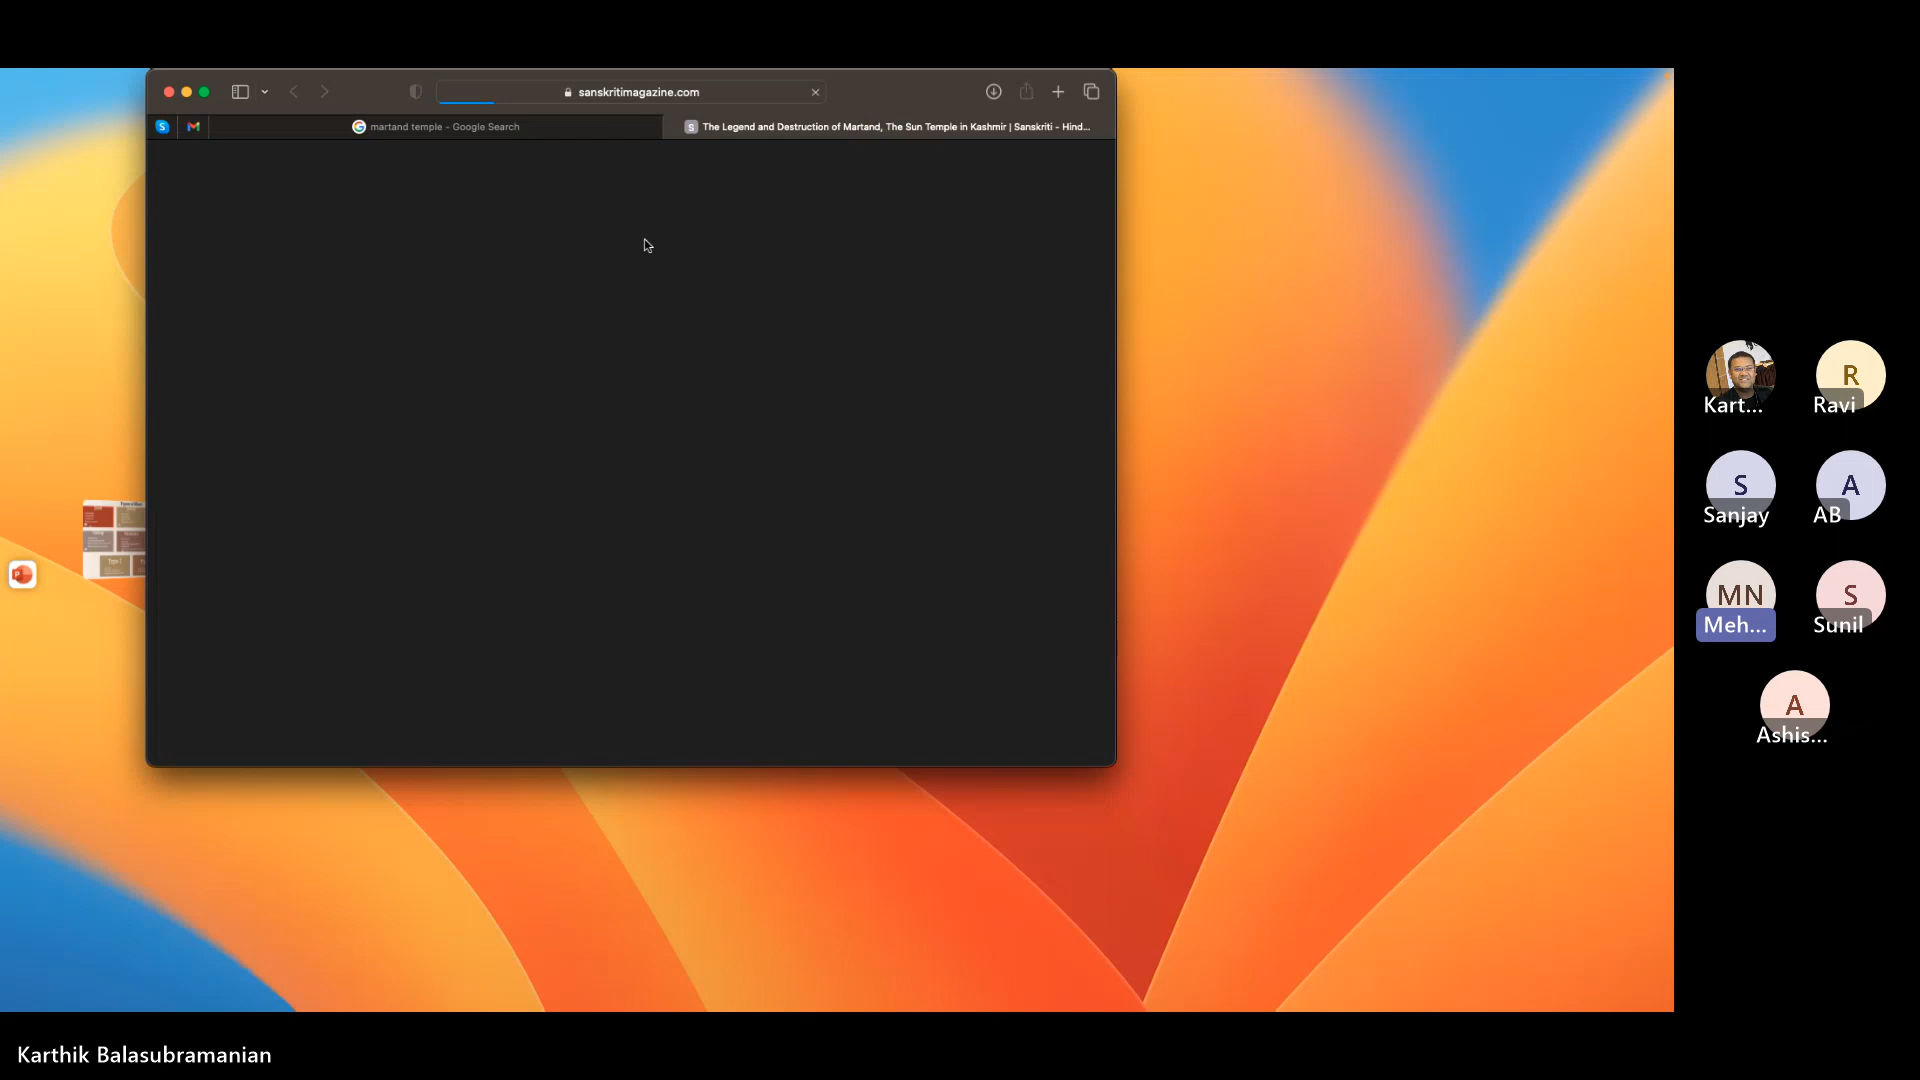 sanskritimagazine.com
martand temple - Google Search
S The Legend and Destruction of Martand, The Sun Temple in Kashmir | Sanskriti - Hind...
Kart...
R
Ravi
S
Sanjay
A
AB
MN
Meh...
S
Sunil
A
Ashis...
Karthik Balasubramanian